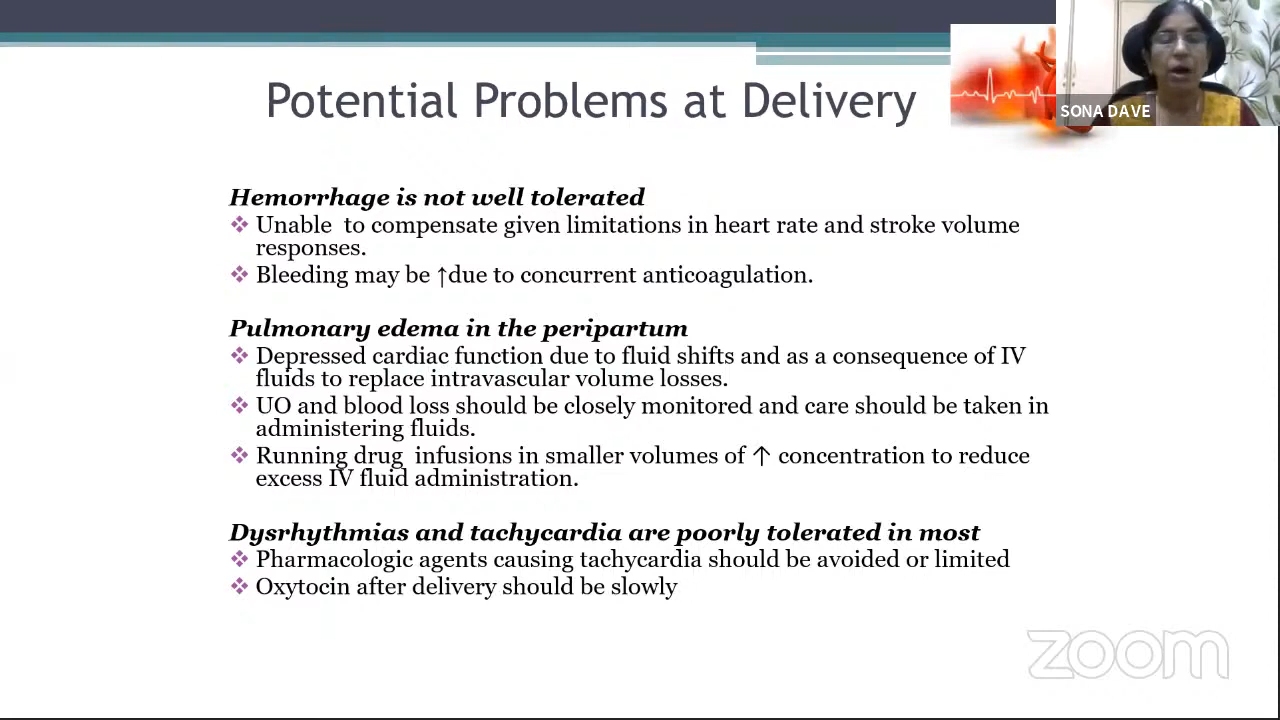 Potential Problems at Delivery
SONA DAVE
Hemorrhage is not well tolerated
❖ Unable to compensate given limitations in heart rate and stroke volume
responses.
❖ Bleeding may be ↑due to concurrent anticoagulation.
Pulmonary edema in the peripartum
❖ Depressed cardiac function due to fluid shifts and as a consequence of IV
fluids to replace intravascular volume losses.
❖ UO and blood loss should be closely monitored and care should be taken in
administering fluids.
❖ Running drug infusions in smaller volumes of ↑ concentration to reduce
excess IV fluid administration.
Dysrhythmias and tachycardia are poorly tolerated in most
❖ Pharmacologic agents causing tachycardia should be avoided or limited
❖ Oxytocin after delivery should be slowly
zoom